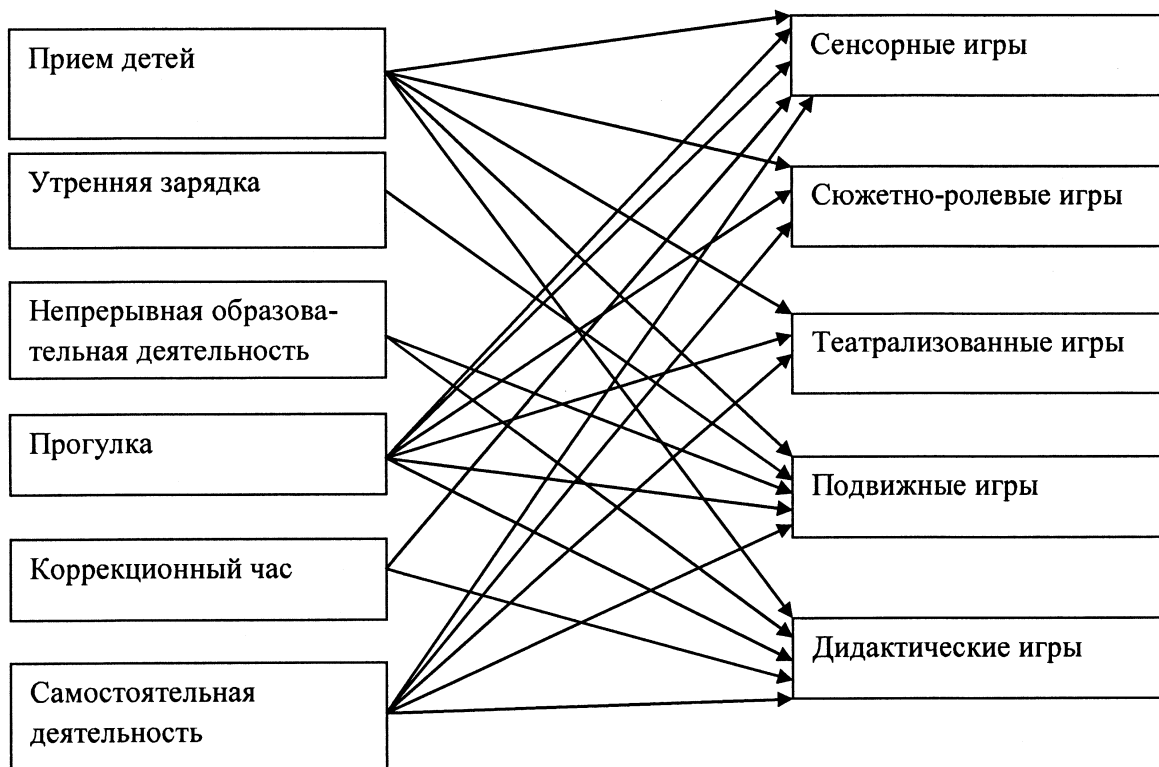 Прием детей
Утренняя зарядка
Непрерывная образова-
тельная деятельность
Прогулка
Коррекционный час
Самостоятельная
деятельность
Сенсорные игры
Сюжетно-ролевые игры
Театрализованные игры
Подвижные игры
Дидактические игры